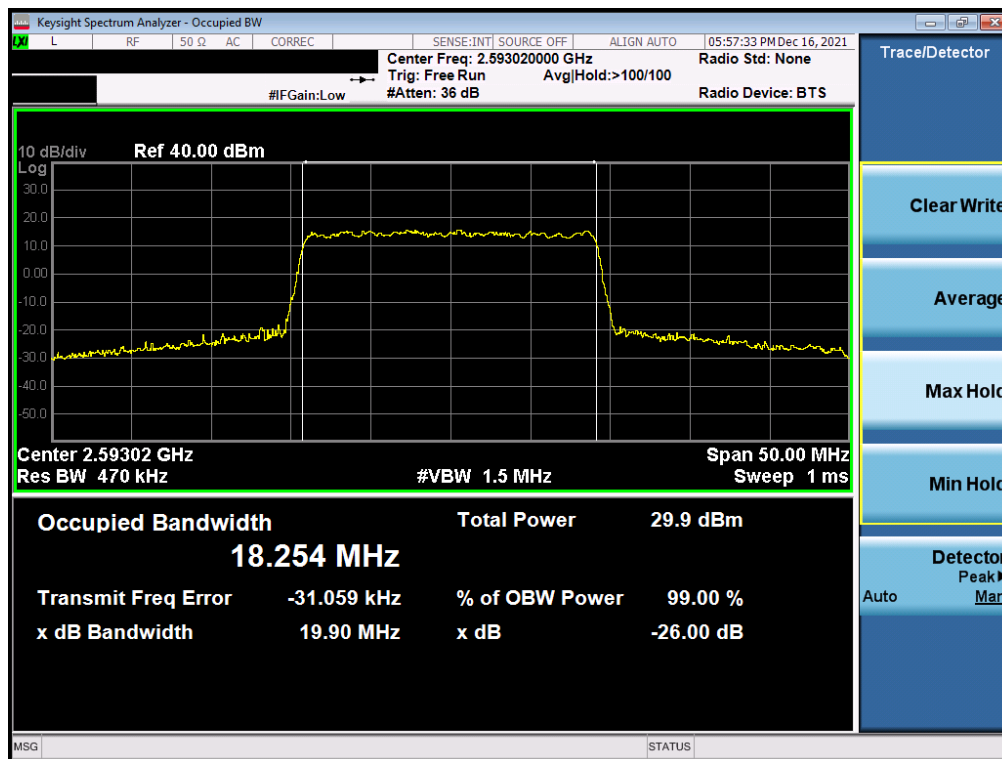 Keysight Spectrum Analyzer - Occupied BW
LXI L RF 50 Ω AC CORREC SENSE:INT SOURCE OFF ALIGN AUTO 05:57:33 PM Dec 16, 2021
Center Freq: 2.593020000 GHz Radio Std: None
Trig: Free Run Avg|Hold:>100/100
#IFGain:Low #Atten: 36 dB Radio Device: BTS
10 dB/div Ref 40.00 dBm
Log
30.0
20.0
10.0
0.00
-10.0
-20.0
-30.0
-40.0
-50.0
Center 2.59302 GHz Span 50.00 MHz
Res BW 470 kHz #VBW 1.5 MHz Sweep 1 ms
Occupied Bandwidth Total Power 29.9 dBm
18.254 MHz
Transmit Freq Error -31.059 kHz % of OBW Power 99.00 %
x dB Bandwidth 19.90 MHz x dB -26.00 dB
MSG STATUS
Trace/Detector
Clear Write
Average
Max Hold
Min Hold
Detector
Peak
Auto Man